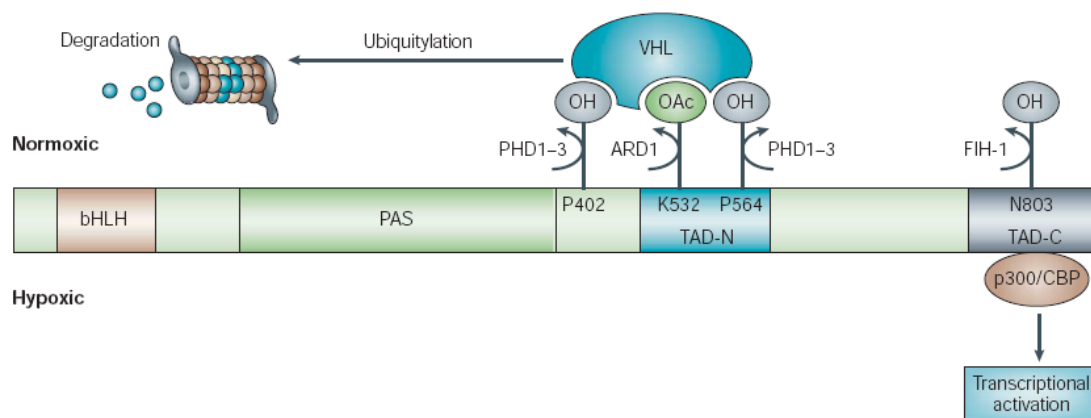 Degradation
Ubiquitylation
VHL
OH
OAc
OH
OH
Normoxic
PHD1–3
ARD1
PHD1–3
FIH-1
bHLH
PAS
P402
K532
P564
TAD-N
N803
TAD-C
Hypoxic
p300/CBP
Transcriptional
activation